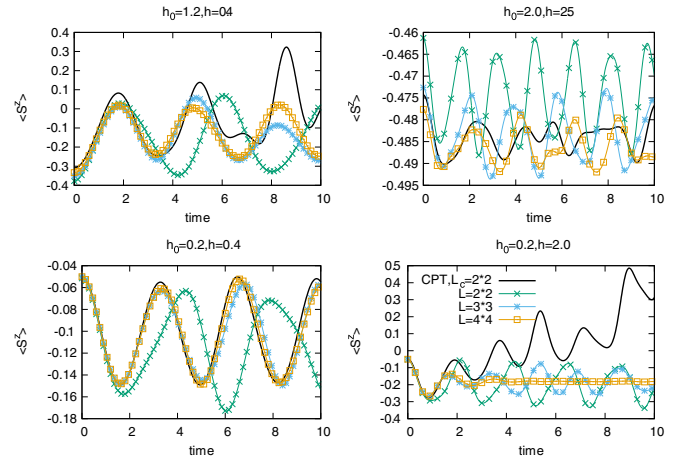 h₀=1.2,h=04
0.4
0.3
0.2
0.1
0
-0.1
-0.2
-0.3
-0.4
<Sᶻ>
0 2 4 6 8 10
time
h₀=2.0,h=25
-0.46
-0.465
-0.47
-0.475
-0.48
-0.485
-0.49
-0.495
<Sᶻ>
0 2 4 6 8 10
time
h₀=0.2,h=0.4
-0.04
-0.06
-0.08
-0.1
-0.12
-0.14
-0.16
-0.18
<Sᶻ>
0 2 4 6 8 10
time
h₀=0.2,h=2.0
0.5
0.4
0.3
0.2
0.1
0
-0.1
-0.2
-0.3
-0.4
<Sᶻ>
CPT,L_c=2*2
L=2*2
L=3*3
L=4*4
0 2 4 6 8 10
time